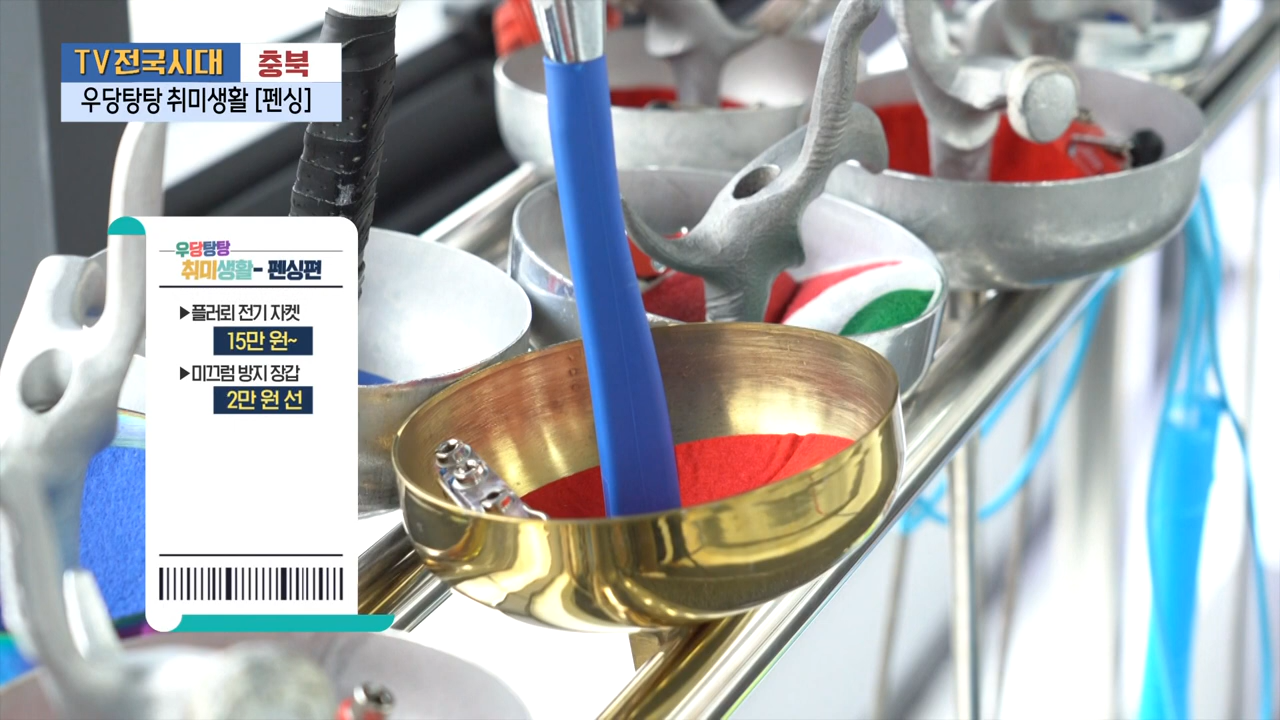 TV전국시대 충북
우당탕탕 취미생활 [펜싱]
우당탕탕
취미생활- 펜싱편
▶플러뢰 전기 자켓
15만 원~
▶미끄럼 방지 장갑
2만 원 선